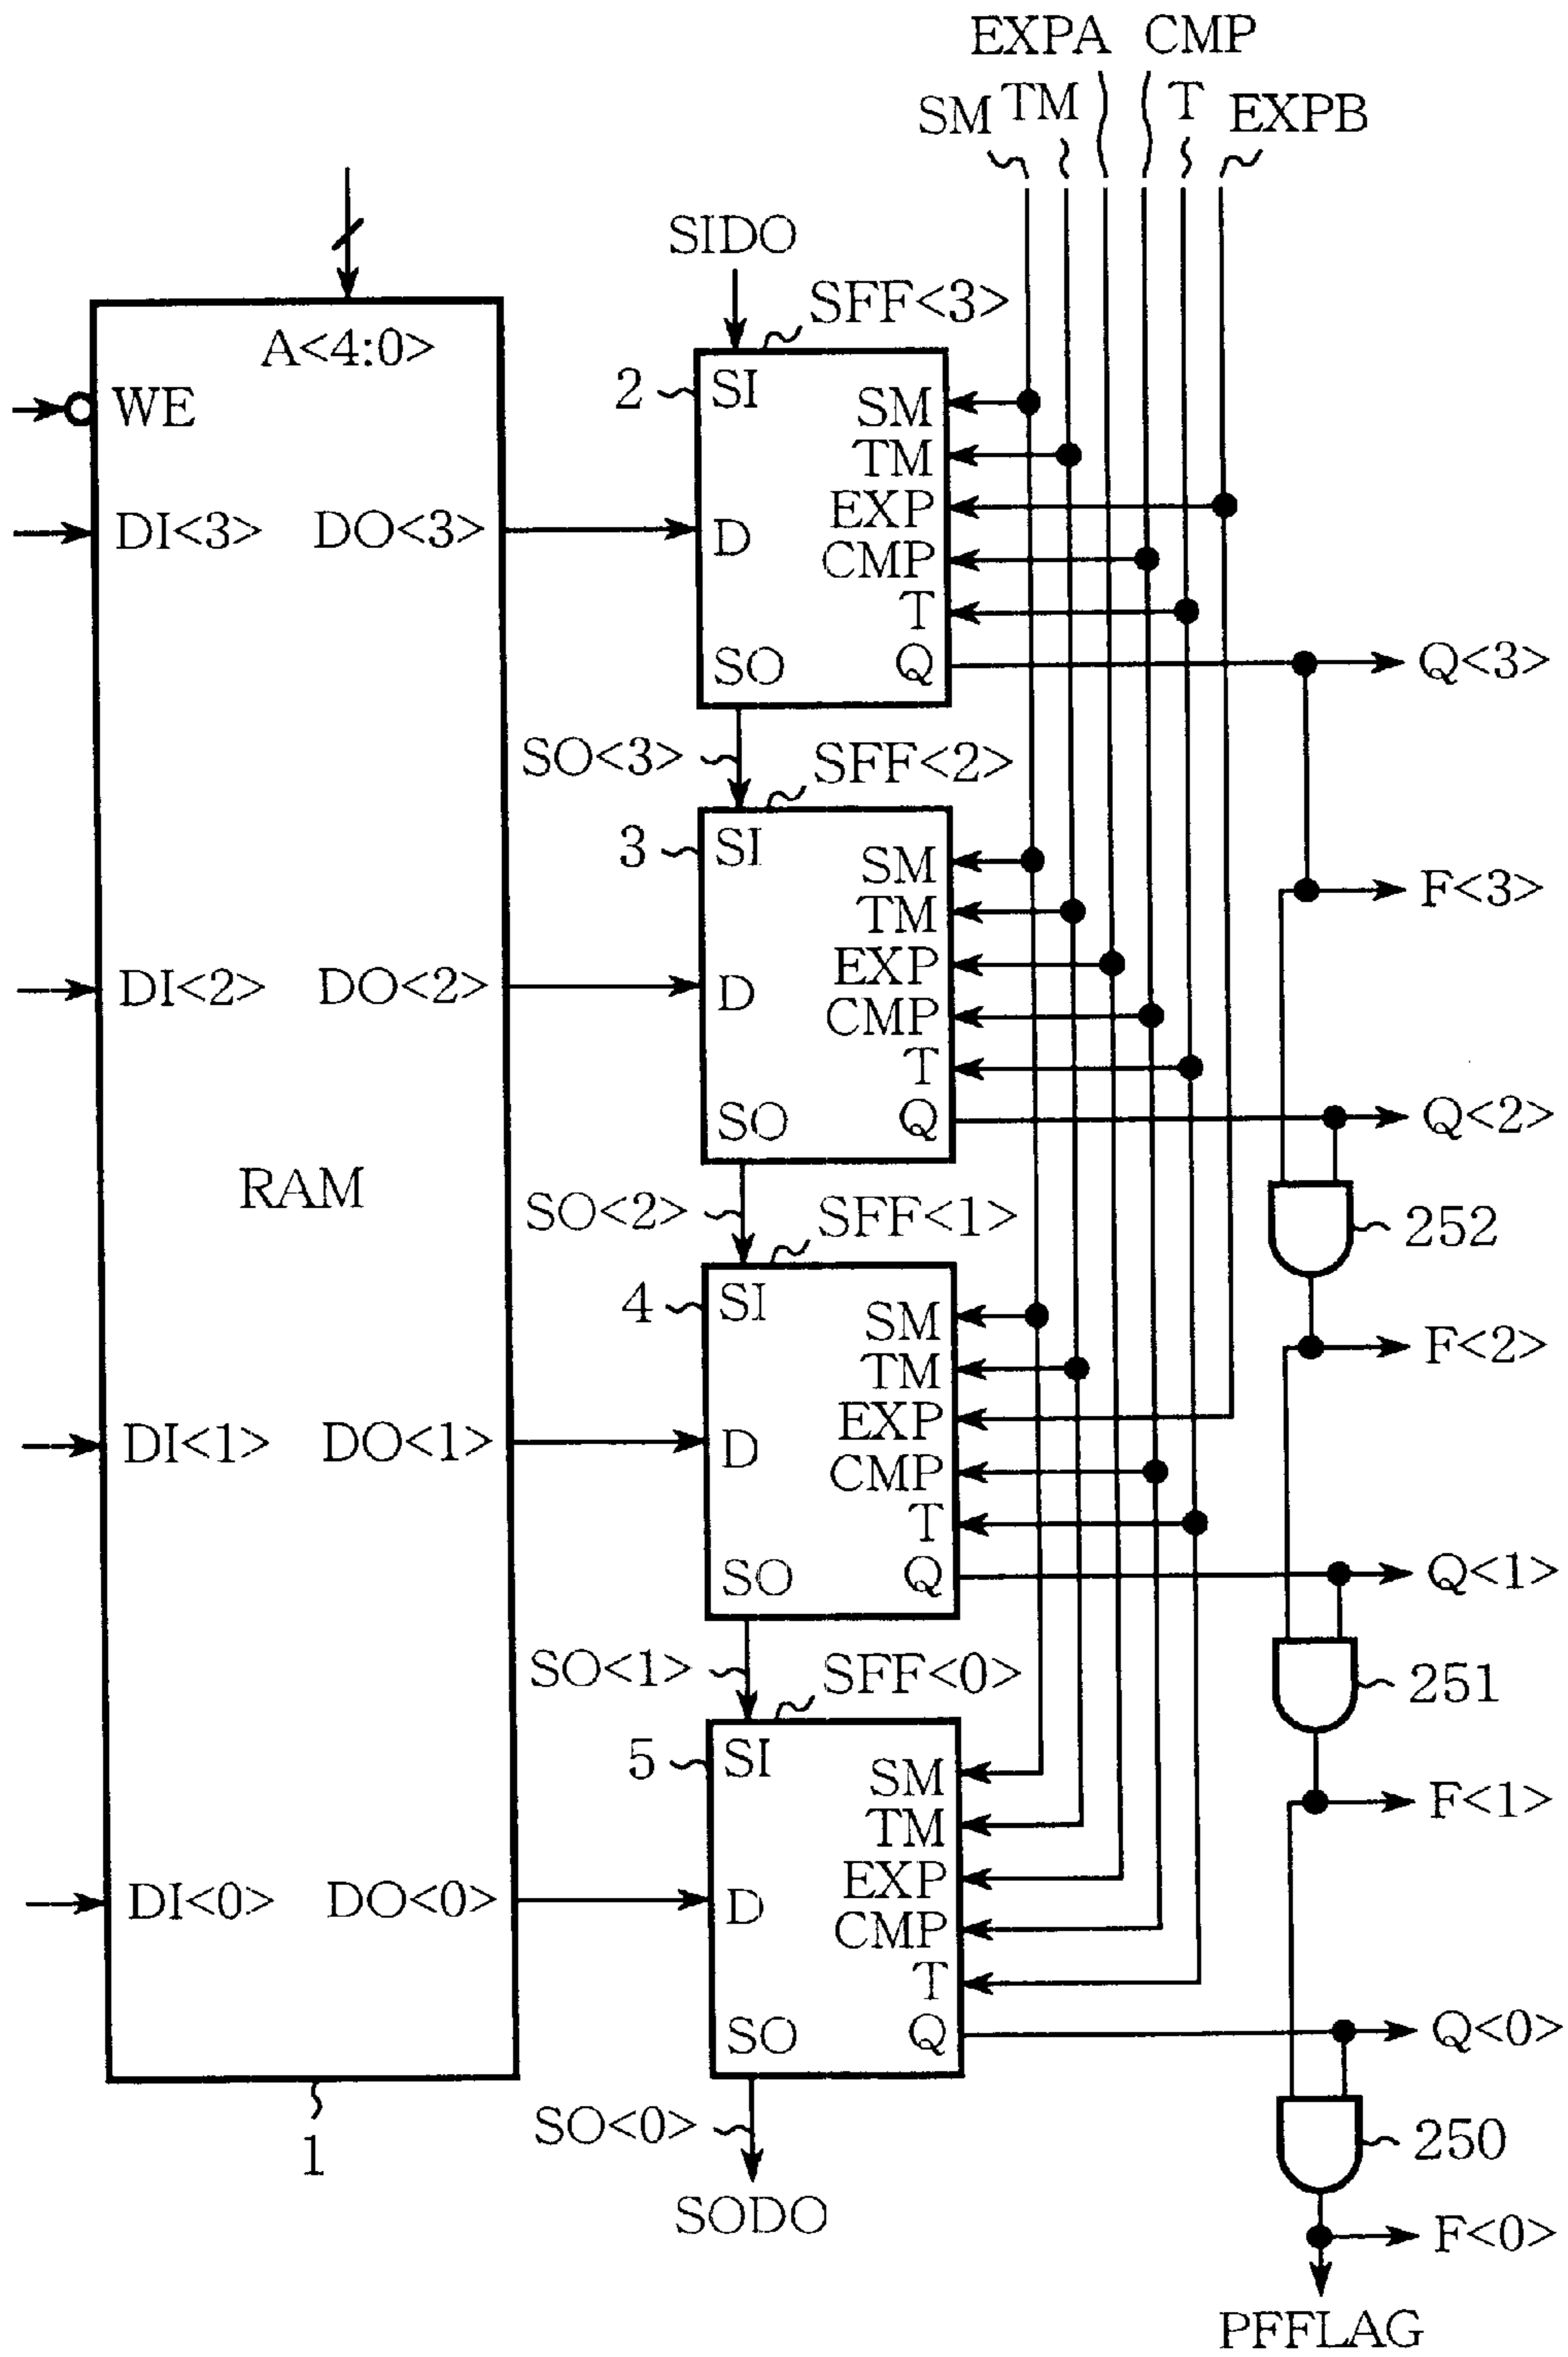 EXPA CMP
SM TM T EXPB
SIDO
SFF<3>
A<4:0>
2 SI
WE
SM
TM
EXP
DI<3> DO<3> D
CMP
T
SO Q Q<3>
SO<3> SFF<2>
3 SI
SM F<3>
TM
EXP
DI<2> DO<2> D
CMP
T
SO Q Q<2>
RAM
SO<2> SFF<1>
252
4 SI
SM
TM F<2>
EXP
DI<1> DO<1> D
CMP
T
SO Q Q<1>
SO<1> SFF<0>
251
5 SI
SM
TM F<1>
EXP
DI<0> DO<0> D
CMP
T
SO Q Q<0>
SO<0>
250
1
SODO
F<0>
PFFLAG